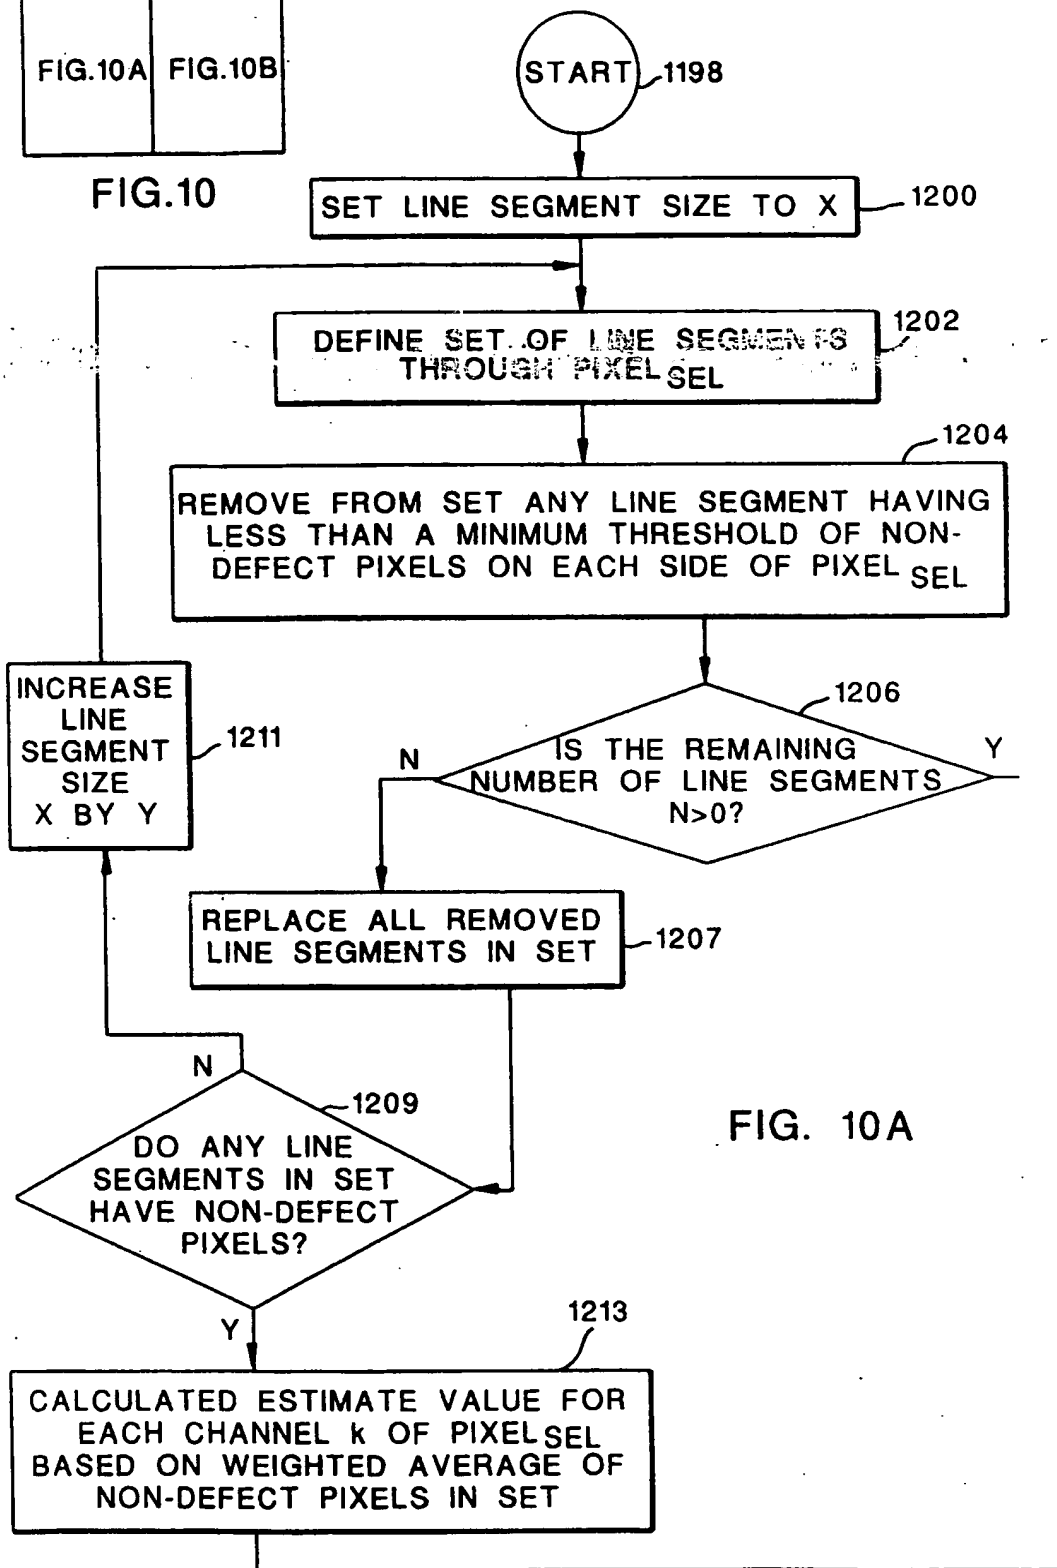 FIG.10A FIG.10B
FIG.10
START
1198
SET LINE SEGMENT SIZE TO X
1200
DEFINE SET OF LINE SEGMENTS
THROUGH PIXEL SEL
1202
1204
REMOVE FROM SET ANY LINE SEGMENT HAVING
LESS THAN A MINIMUM THRESHOLD OF NON-
DEFECT PIXELS ON EACH SIDE OF PIXEL SEL
1206
IS THE REMAINING
NUMBER OF LINE SEGMENTS
N>0?
N
Y
INCREASE
LINE
SEGMENT
SIZE
X BY Y
1211
REPLACE ALL REMOVED
LINE SEGMENTS IN SET
1207
N
1209
DO ANY LINE
SEGMENTS IN SET
HAVE NON-DEFECT
PIXELS?
FIG. 10A
Y
1213
CALCULATED ESTIMATE VALUE FOR
EACH CHANNEL k OF PIXEL SEL
BASED ON WEIGHTED AVERAGE OF
NON-DEFECT PIXELS IN SET